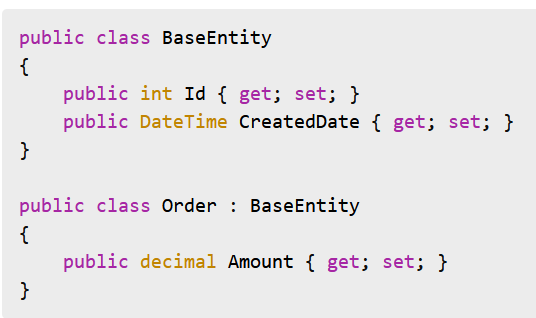 public class BaseEntity
{
    public int Id { get; set; }
    public DateTime CreatedDate { get; set; }
}

public class Order : BaseEntity
{
    public decimal Amount { get; set; }
}